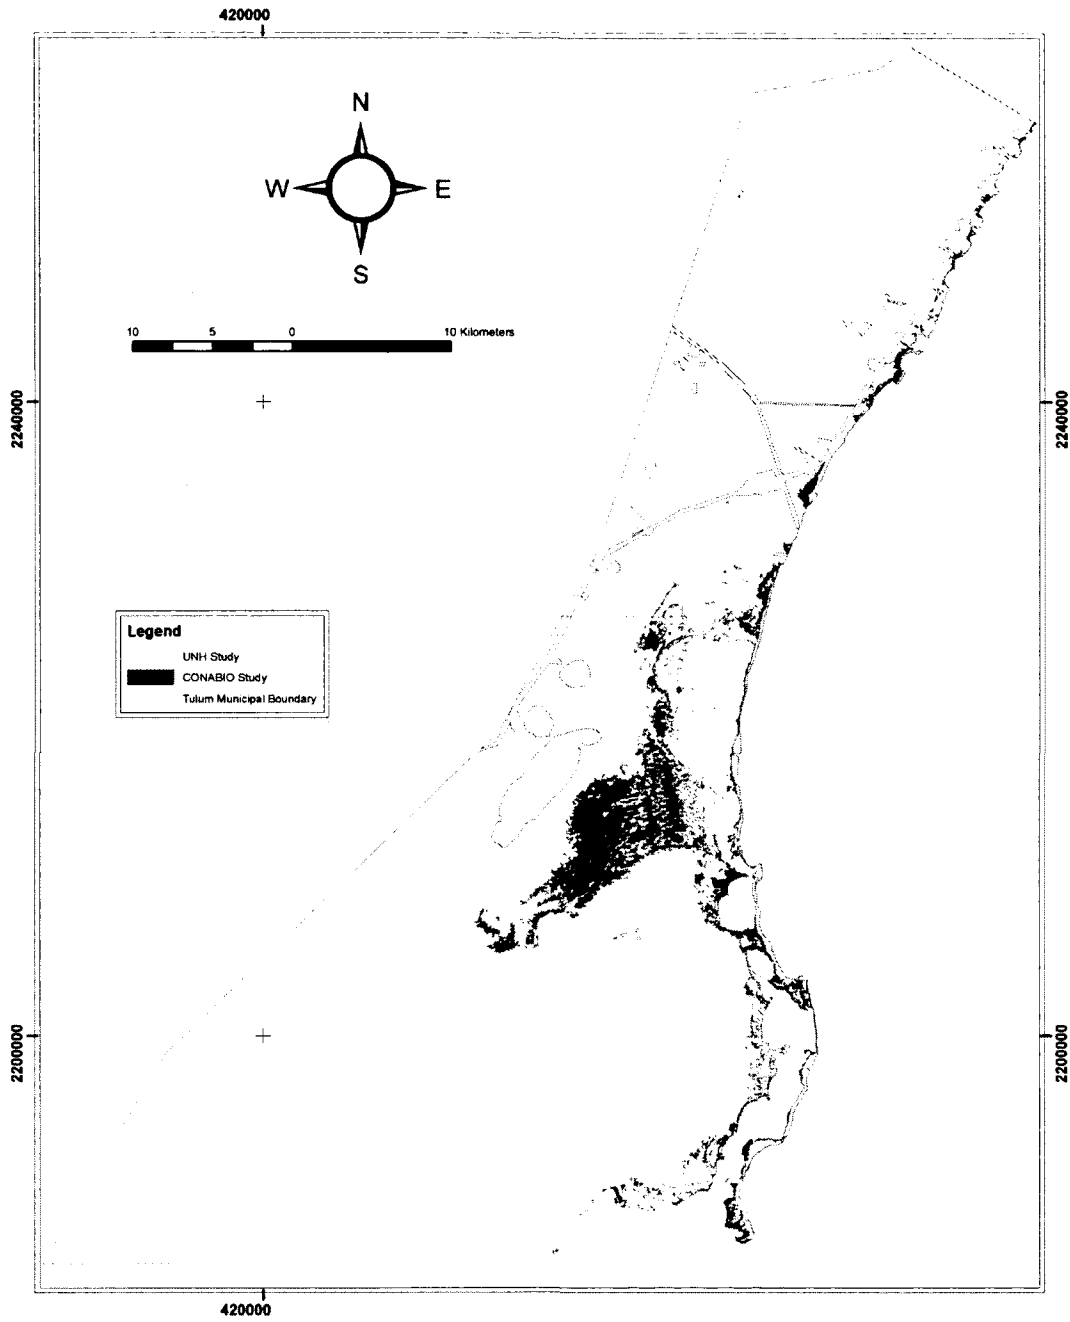 420000
N
W
E
S
10 5 0 10 Kilometers
2240000
2240000
Legend
UNH Study
CONABIO Study
Tulum Municipal Boundary
2200000
2200000
420000